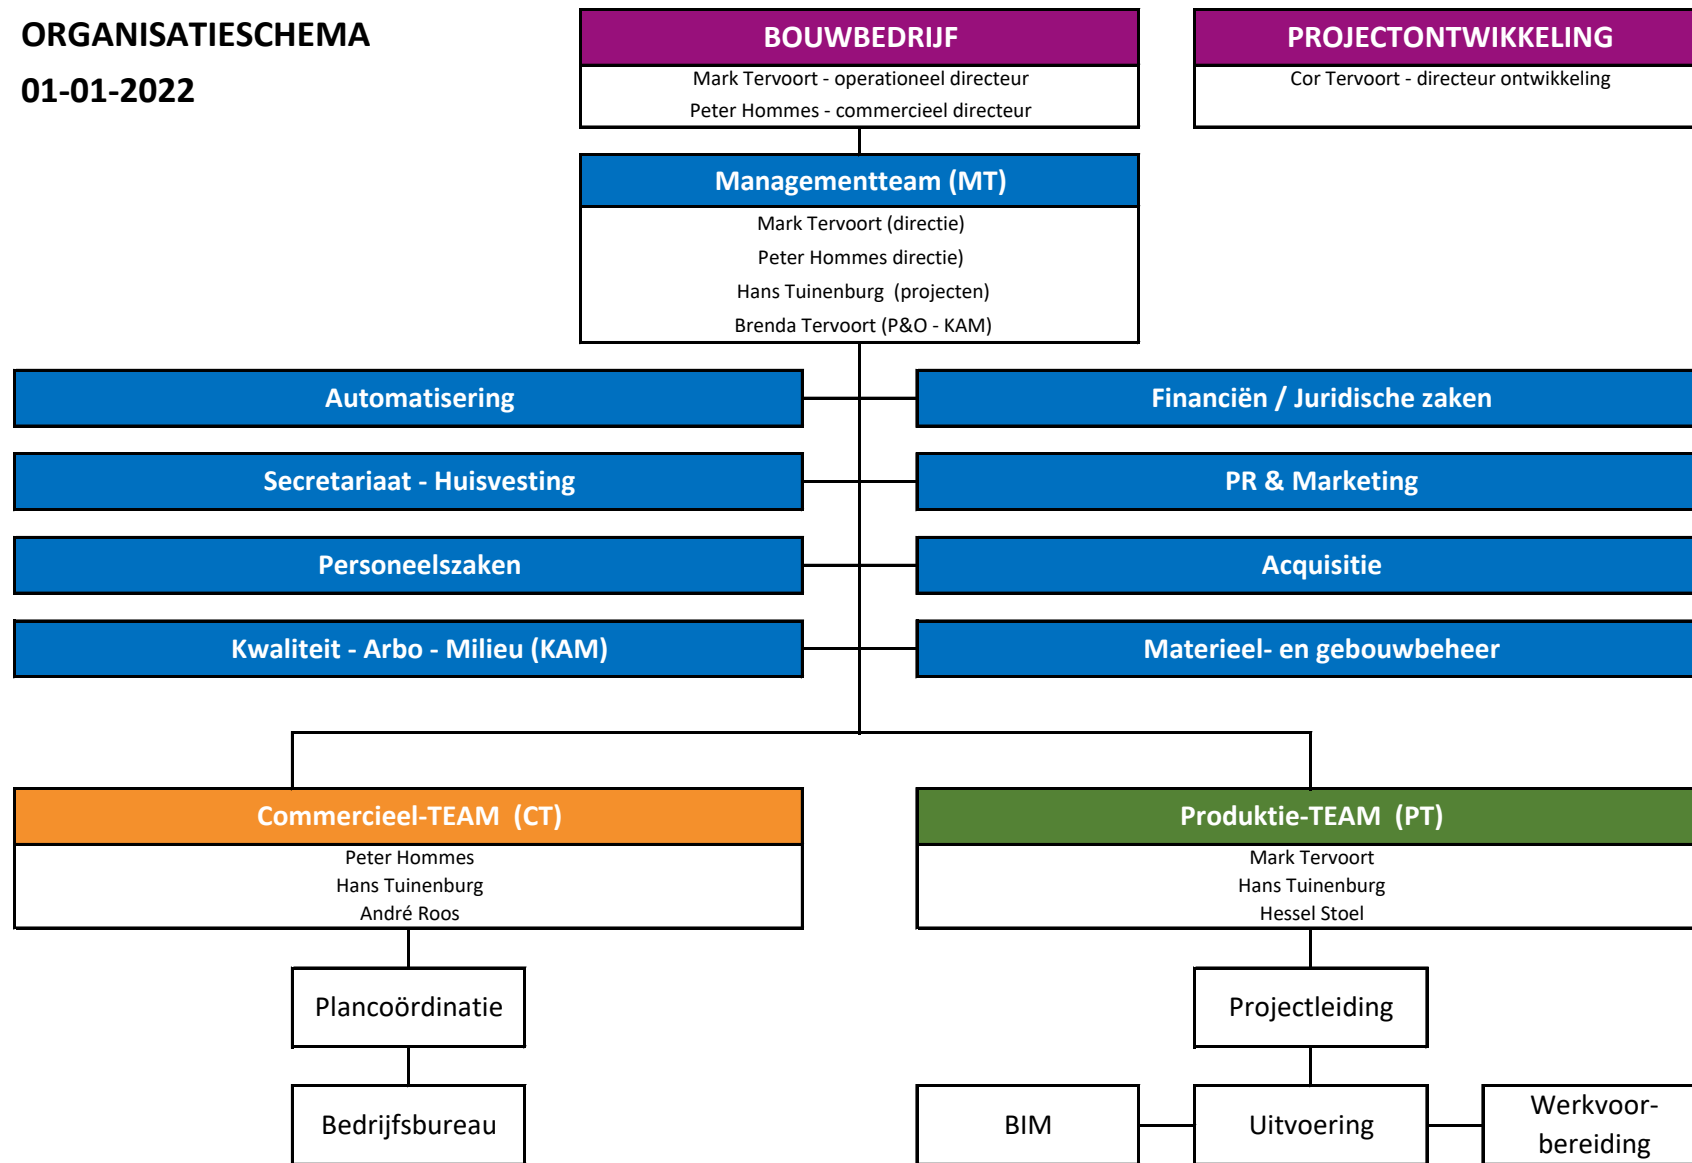 ORGANISATIESCHEMA
01-01-2022
BOUWBEDRIJF
Mark Tervoort - operationeel directeur
Peter Hommes - commercieel directeur
PROJECTONTWIKKELING
Cor Tervoort - directeur ontwikkeling
Managementteam (MT)
Mark Tervoort (directie)
Peter Hommes directie)
Hans Tuinenburg  (projecten)
Brenda Tervoort (P&O - KAM)
Automatisering
Financiën / Juridische zaken
Secretariaat - Huisvesting
PR & Marketing
Personeelszaken
Acquisitie
Kwaliteit - Arbo - Milieu (KAM)
Materieel- en gebouwbeheer
Commercieel-TEAM  (CT)
Peter Hommes
Hans Tuinenburg
André Roos
Produktie-TEAM  (PT)
Mark Tervoort
Hans Tuinenburg
Hessel Stoel
Plancoördinatie
Projectleiding
Bedrijfsbureau
BIM
Uitvoering
Werkvoor-
bereiding